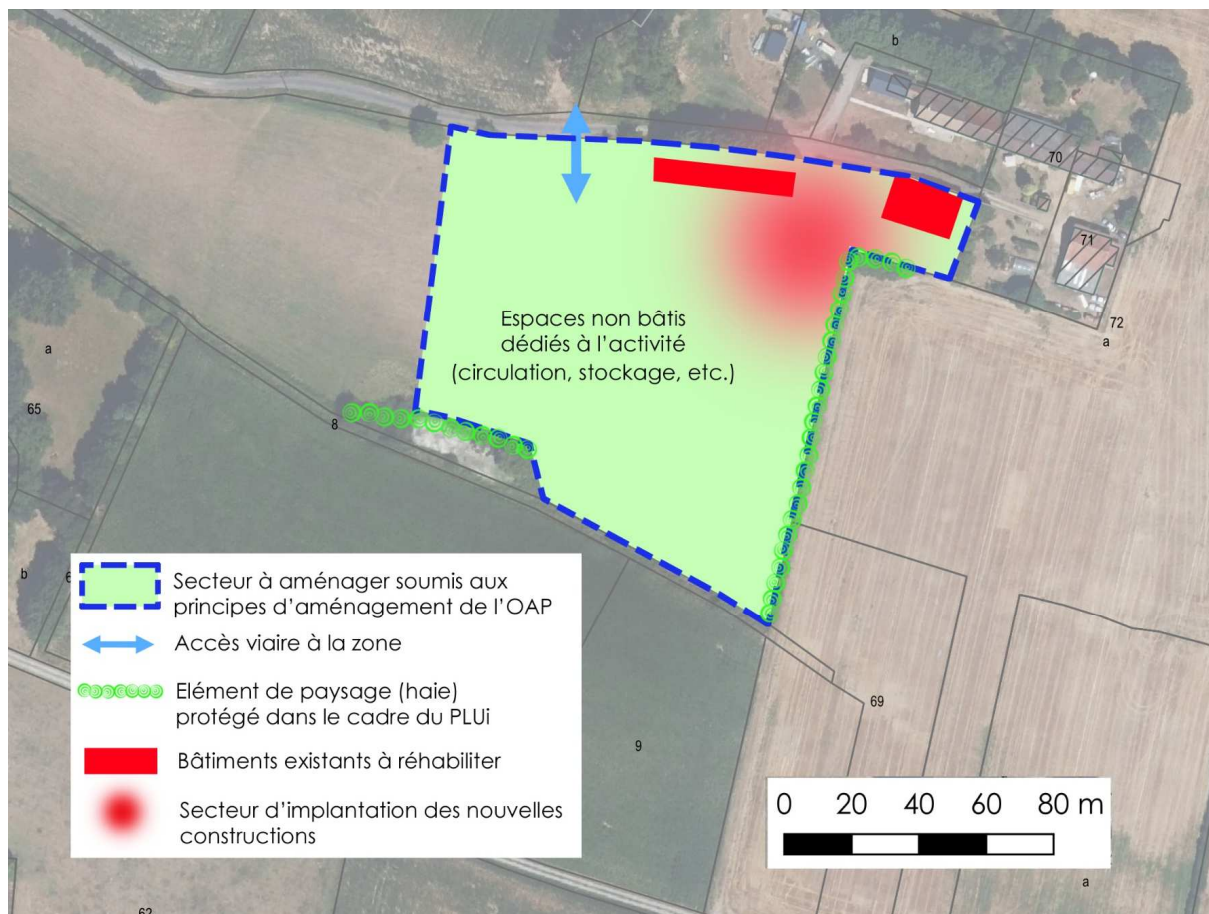 b
70
71
72
a
Espaces non bâtis
dédiés à l'activité
(circulation, stockage, etc.)
a
65
8
b
6
Secteur à aménager soumis aux
principes d'aménagement de l'OAP
Accès viaire à la zone
Elément de paysage (haie)
protégé dans le cadre du PLUi
Bâtiments existants à réhabiliter
Secteur d'implantation des nouvelles
constructions
69
9
0 20 40 60 80 m
a
62